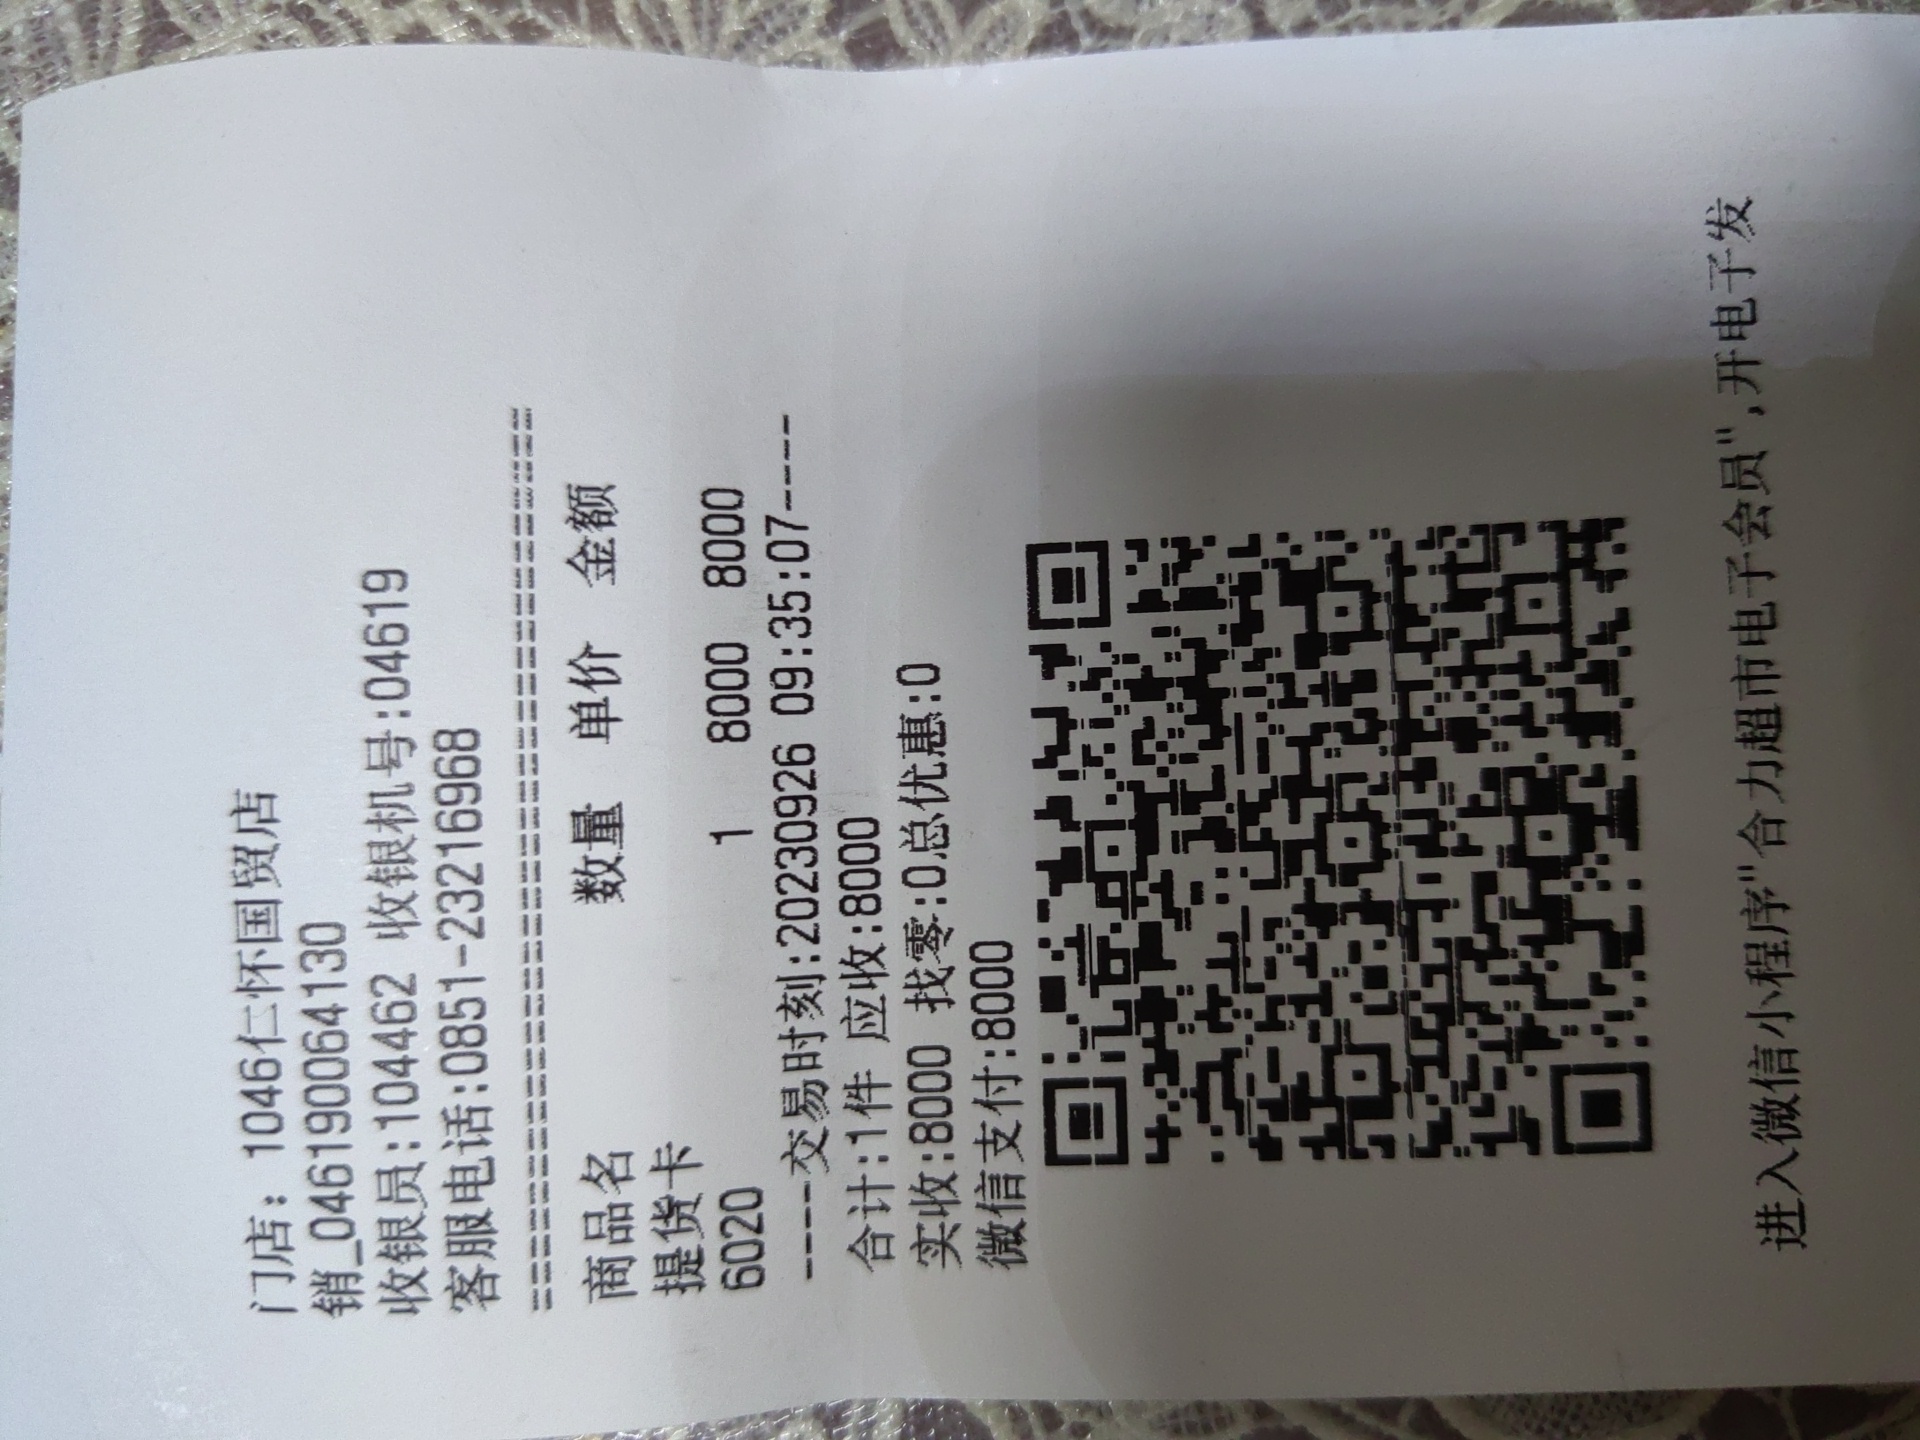 门店：1046仁怀国贸店
销_046190064130
收银员:104462 收银机号:04619
客服电话:0851-23216968
商品名 数量 单价 金额
提货卡
6020 1 8000 8000
-----交易时刻:20230926 09:35:07----
合计:1件 应收:8000
实收:8000 找零:0总优惠:0
微信支付:8000
进入微信小程序"合力超市电子会员",开电子发